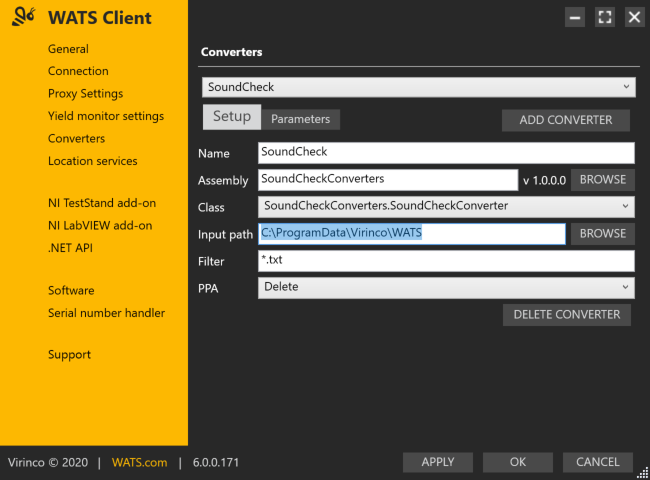 WATS Client
General
Connection
Proxy Settings
Yield monitor settings
Converters
Location services
NI TestStand add-on
NI LabVIEW add-on
.NET API
Software
Serial number handler
Support
Converters
SoundCheck
Setup Parameters ADD CONVERTER
Name SoundCheck
Assembly SoundCheckConverters v 1.0.0.0 BROWSE
Class SoundCheckConverters.SoundCheckConverter
Input path C:\ProgramData\Virinco\WATS BROWSE
Filter *.txt
PPA Delete
DELETE CONVERTER
Virinco © 2020 | WATS.com | 6.0.0.171 APPLY OK CANCEL